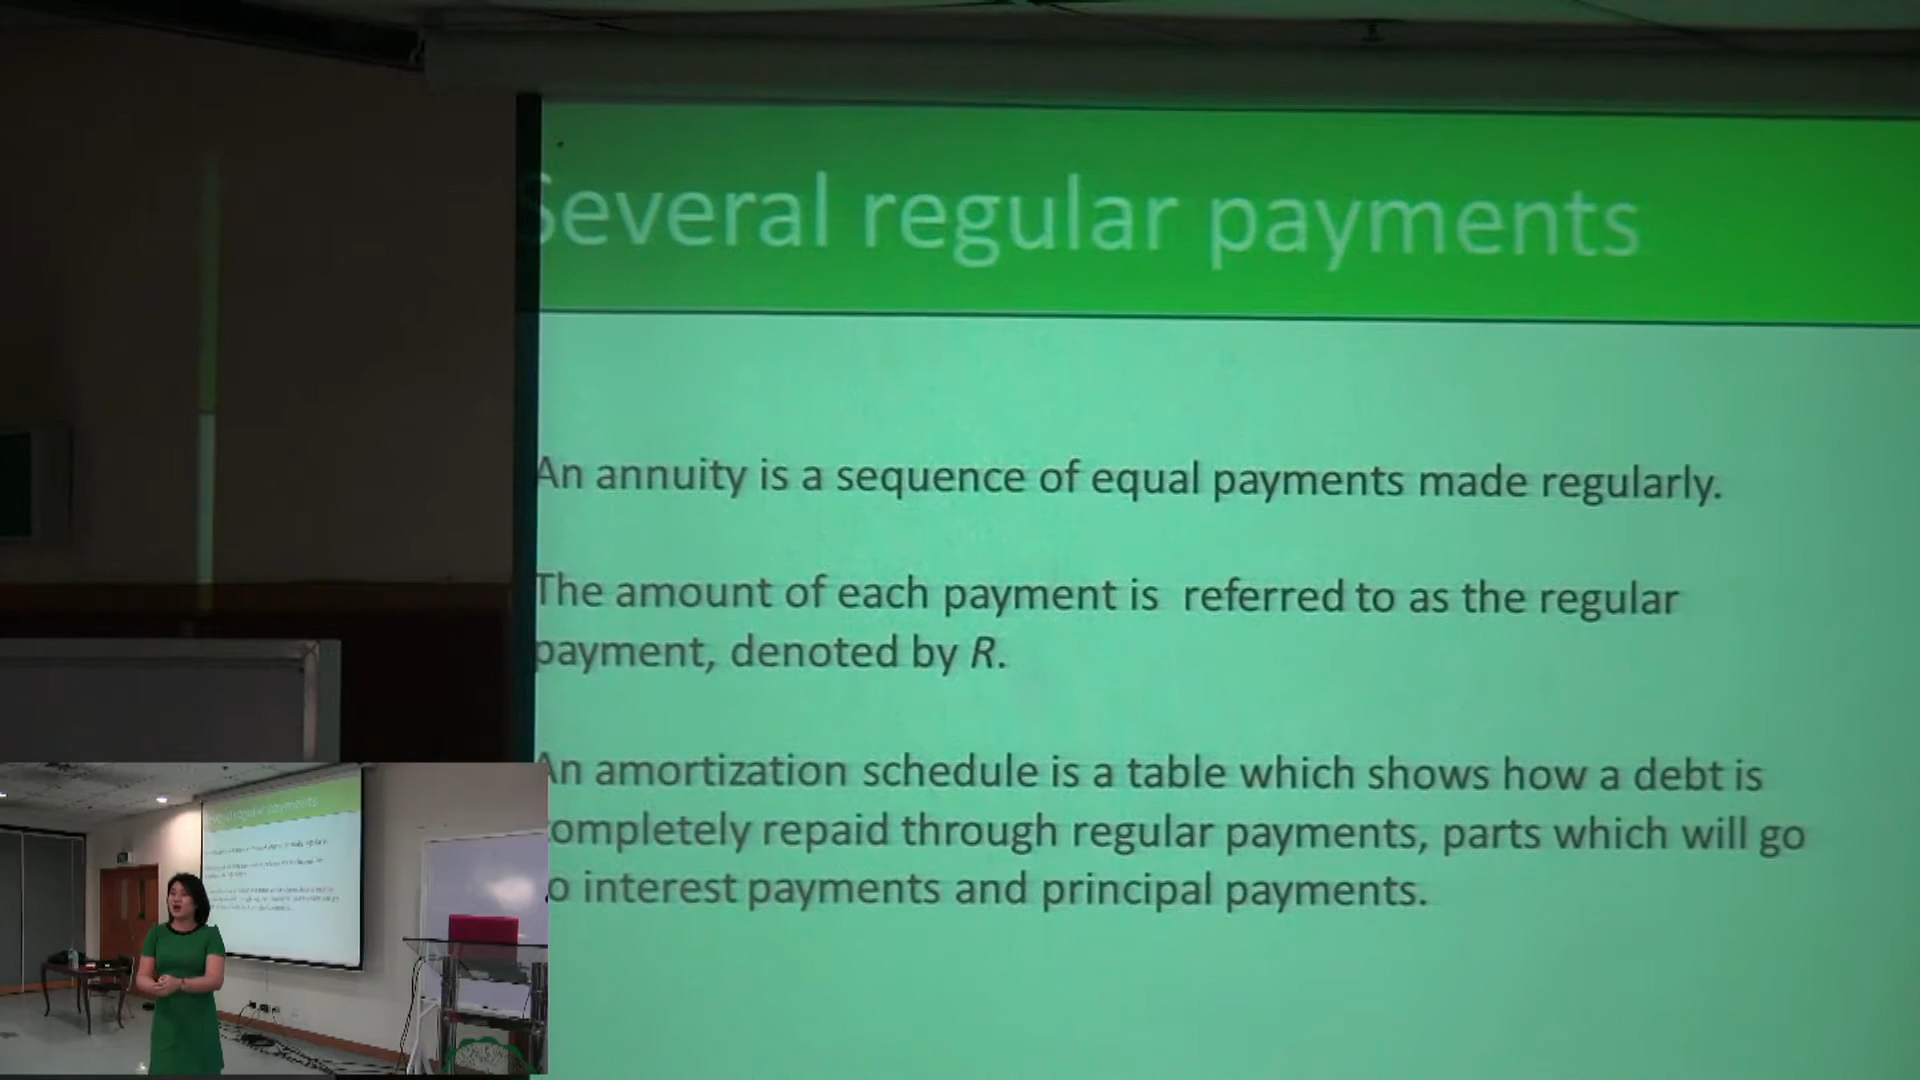 Several regular payments
An annuity is a sequence of equal payments made regularly.
The amount of each payment is referred to as the regular
payment, denoted by R.
An amortization schedule is a table which shows how a debt is
completely repaid through regular payments, parts which will go
to interest payments and principal payments.